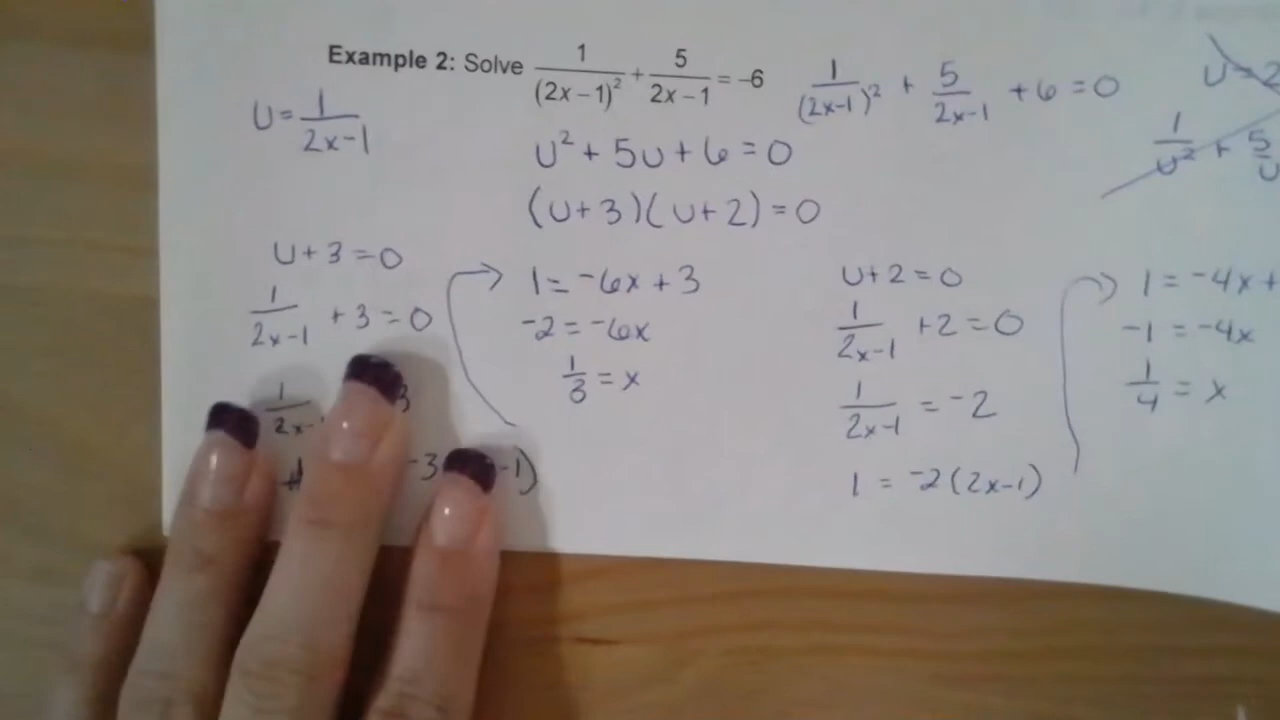 Example 2: Solve 1/(2x − 1)² + 5/(2x − 1) = −6
1/(2x-1)² + 5/(2x-1) + 6 = 0
U = 1/(2x-1)
U² + 5U + 6 = 0
(U+3)(U+2) = 0
U + 3 = 0
1/(2x-1) + 3 = 0
1 = -6x + 3
-2 = -6x
1/3 = x
U + 2 = 0
1/(2x-1) + 2 = 0
1/(2x-1) = -2
1 = -2(2x-1)
1 = -4x +
-1 = -4x
1/4 = x
1/U² + 5/U